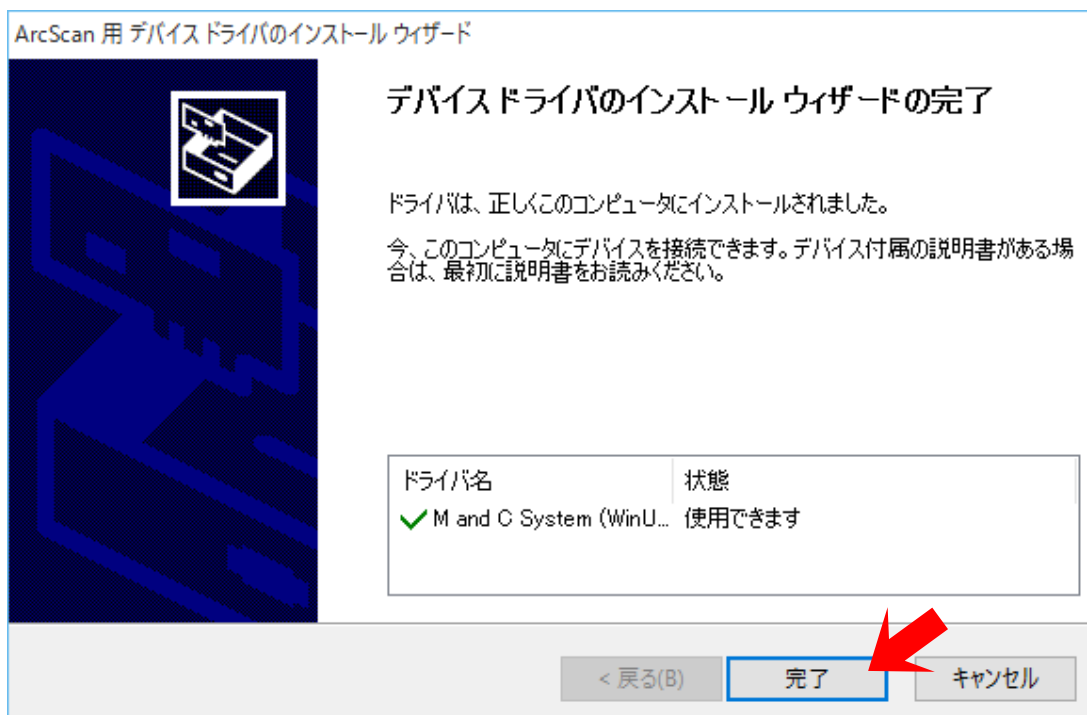 ArcScan 用 デバイス ドライバのインストール ウィザード
デバイス ドライバのインストール ウィザードの完了
ドライバは、正しくこのコンピュータにインストールされました。
今、このコンピュータにデバイスを接続できます。デバイス付属の説明書がある場
合は、最初に説明書をお読みください。
ドライバ名 状態
M and C System (WinU... 使用できます
< 戻る(B) 完了 キャンセル